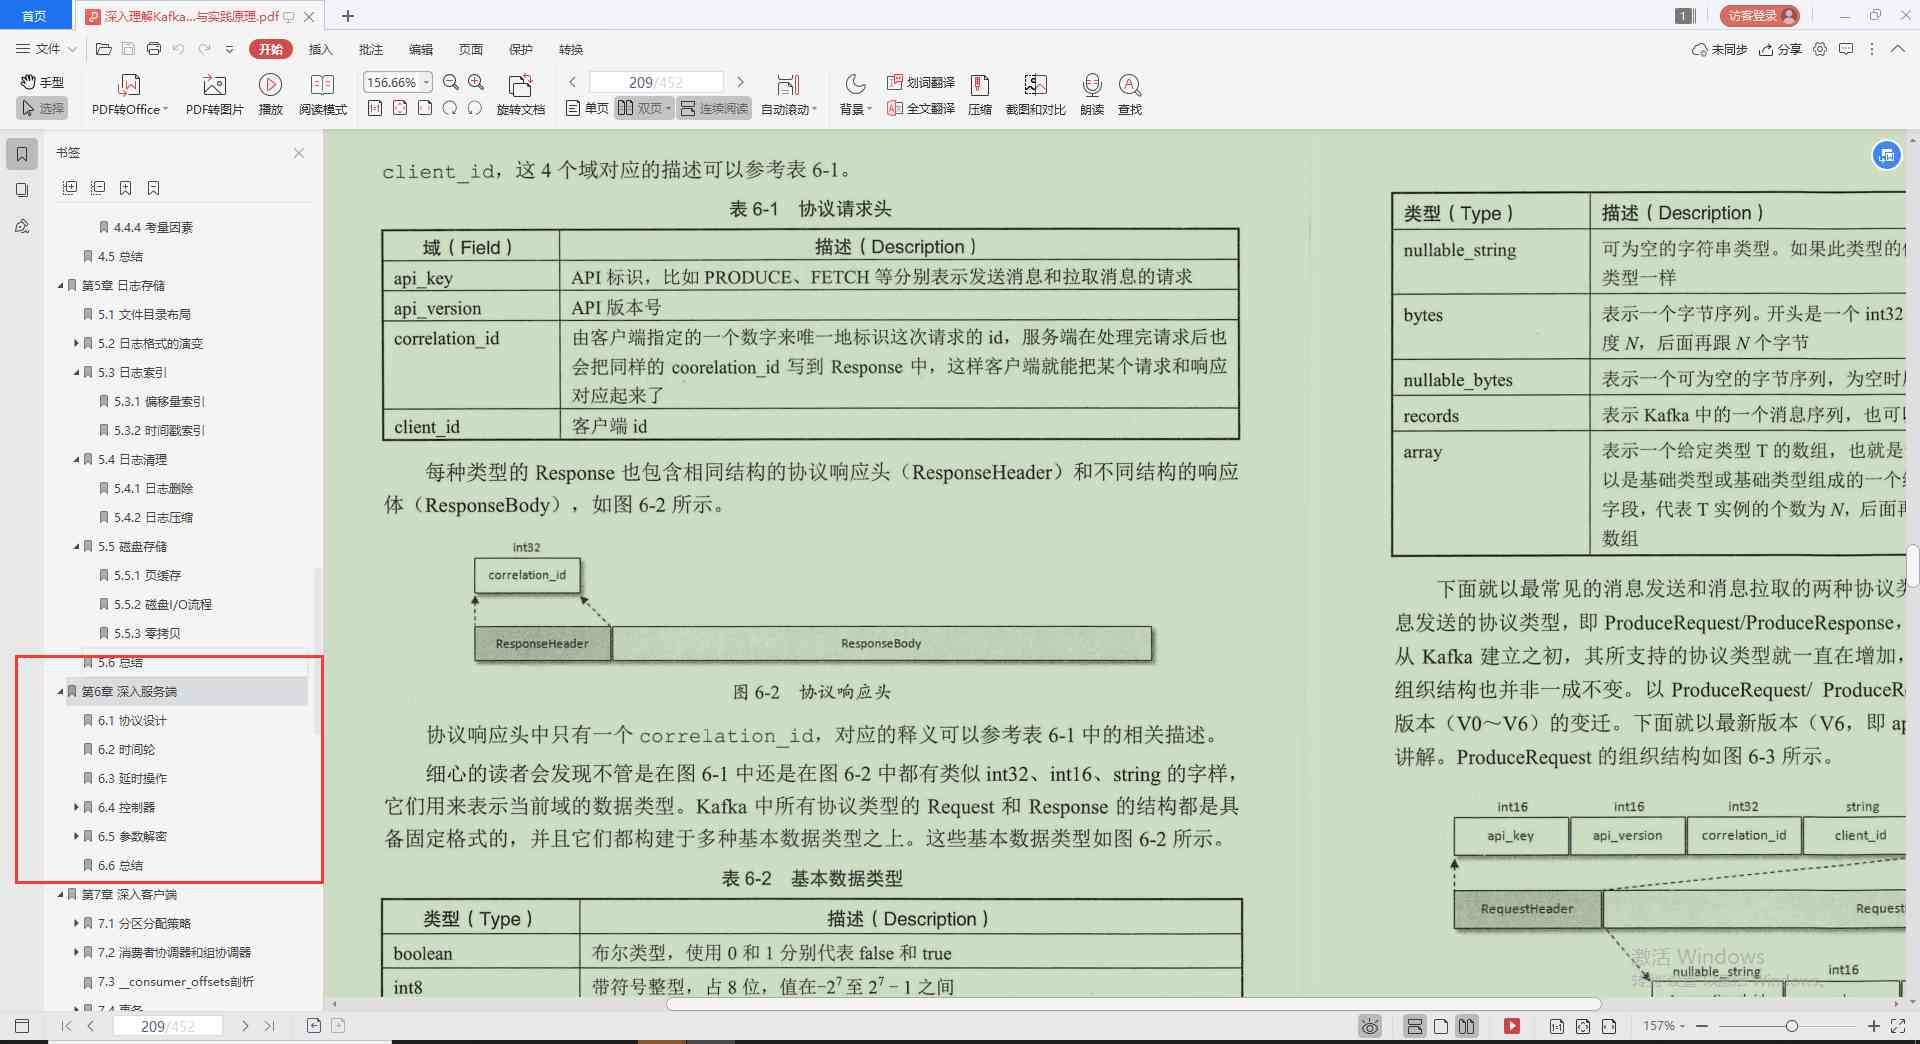 首页
深入理解Kafka...与实践原理.pdf
1
访客登录
文件
开始
插入
批注
编辑
页面
保护
转换
未同步
分享
手型
选择
PDF转Office
PDF转图片
播放
阅读模式
156.66%
旋转文档
209/452
单页
双页
连续阅读
自动滚动
背景
划词翻译
全文翻译
压缩
截图和对比
朗读
查找
书签
4.4.4 考量因素
4.5 总结
第5章 日志存储
5.1 文件目录布局
5.2 日志格式的演变
5.3 日志索引
5.3.1 偏移量索引
5.3.2 时间戳索引
5.4 日志清理
5.4.1 日志删除
5.4.2 日志压缩
5.5 磁盘存储
5.5.1 页缓存
5.5.2 磁盘I/O流程
5.5.3 零拷贝
5.6 总结
第6章 深入服务端
6.1 协议设计
6.2 时间轮
6.3 延时操作
6.4 控制器
6.5 参数解密
6.6 总结
第7章 深入客户端
7.1 分区分配策略
7.2 消费者协调器和组协调器
7.3 __consumer_offsets剖析
7.4 事务
client_id，这 4 个域对应的描述可以参考表 6-1。
表 6-1 协议请求头
域（Field） 描述（Description）
api_key API 标识，比如 PRODUCE、FETCH 等分别表示发送消息和拉取消息的请求
api_version API 版本号
correlation_id 由客户端指定的一个数字来唯一地标识这次请求的 id，服务端在处理完请求后也
会把同样的 coorelation_id 写到 Response 中，这样客户端就能把某个请求和响应
对应起来了
client_id 客户端 id
每种类型的 Response 也包含相同结构的协议响应头（ResponseHeader）和不同结构的响应
体（ResponseBody），如图 6-2 所示。
int32
correlation_id
ResponseHeader ResponseBody
图 6-2 协议响应头
协议响应头中只有一个 correlation_id，对应的释义可以参考表 6-1 中的相关描述。
细心的读者会发现不管是在图 6-1 中还是在图 6-2 中都有类似 int32、int16、string 的字样，
它们用来表示当前域的数据类型。Kafka 中所有协议类型的 Request 和 Response 的结构都是具
备固定格式的，并且它们都构建于多种基本数据类型之上。这些基本数据类型如图 6-2 所示。
表 6-2 基本数据类型
类型（Type） 描述（Description）
boolean 布尔类型，使用 0 和 1 分别代表 false 和 true
int8 带符号整型，占 8 位，值在-2⁷至 2⁷ - 1 之间
类型（Type） 描述（Description）
nullable_string 可为空的字符串类型。如果此类型的
类型一样
bytes 表示一个字节序列。开头是一个 int32
度 N，后面再跟 N 个字节
nullable_bytes 表示一个可为空的字节序列，为空时
records 表示 Kafka 中的一个消息序列，也可
array 表示一个给定类型 T 的数组，也就是
以是基础类型或基础类型组成的一个
字段，代表 T 实例的个数为 N，后面
数组
下面就以最常见的消息发送和消息拉取的两种协议类
息发送的协议类型，即 ProduceRequest/ProduceResponse，
从 Kafka 建立之初，其所支持的协议类型就一直在增加，
组织结构也并非一成不变。以 ProduceRequest/ ProduceR
版本（V0～V6）的变迁。下面就以最新版本（V6，即 ap
讲解。ProduceRequest 的组织结构如图 6-3 所示。
int16 int16 int32 string
api_key api_version correlation_id client_id
RequestHeader Request
激活 Windows
nullable_string int16
209/452
157%